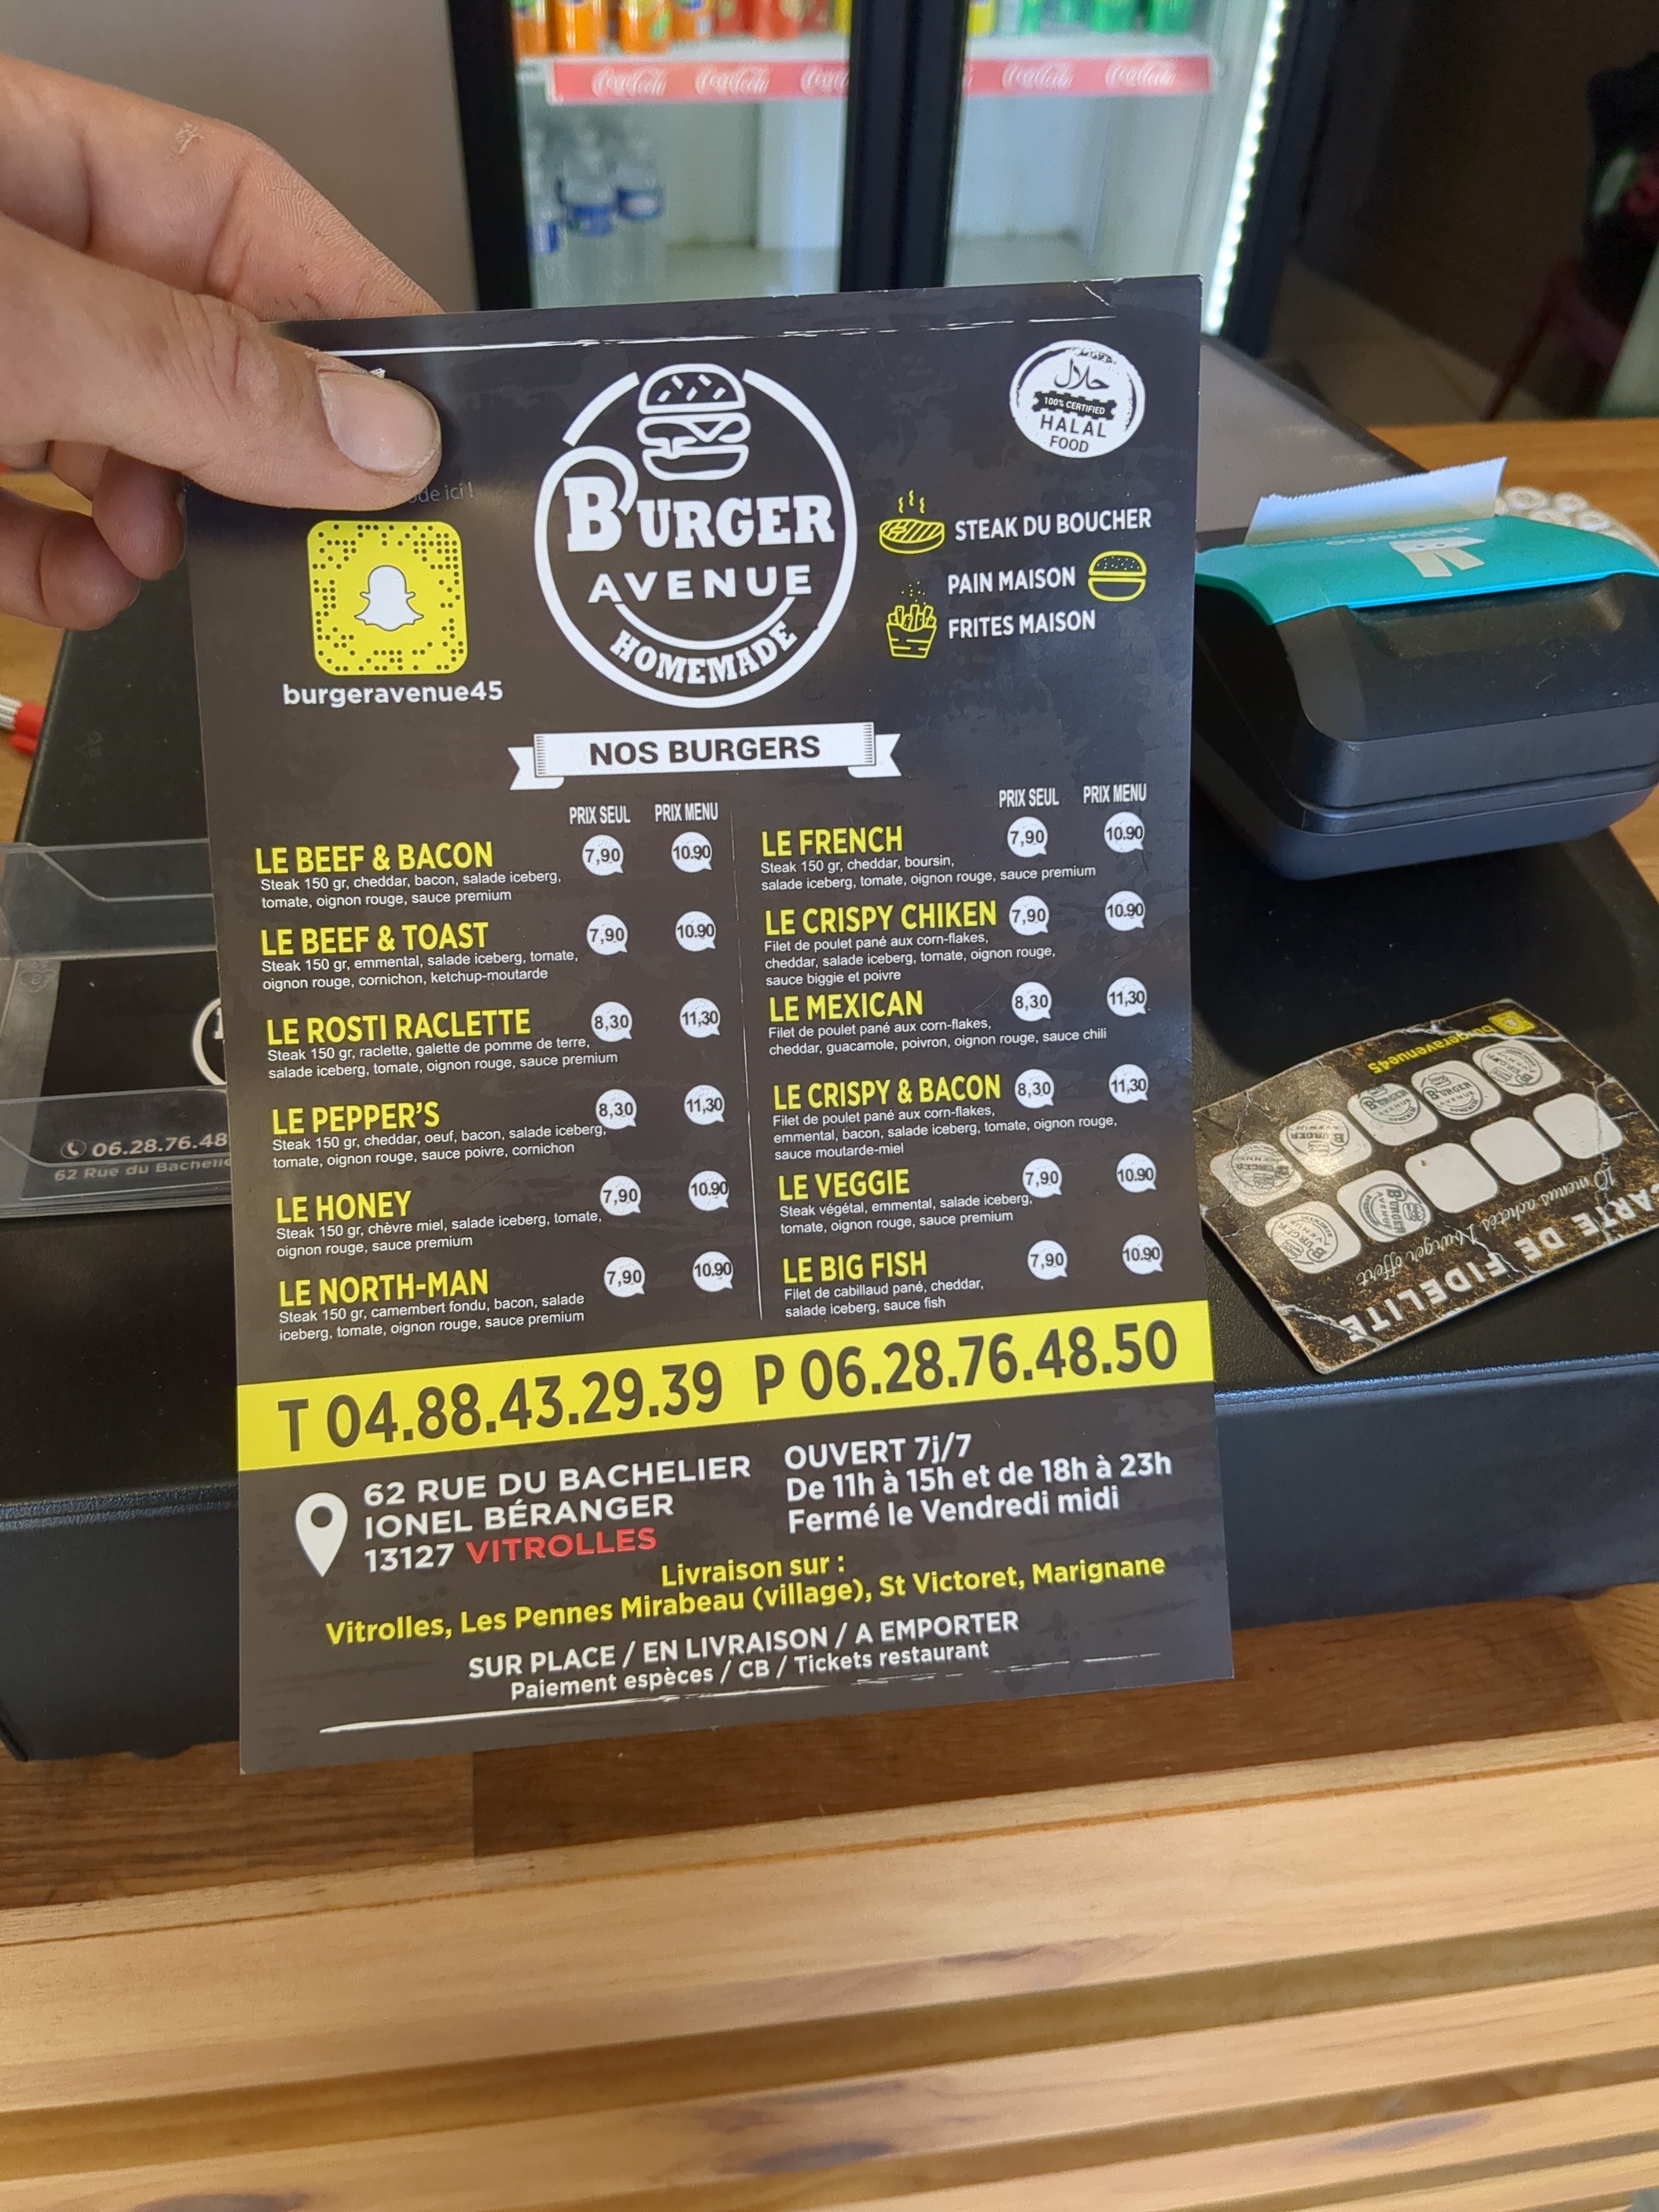 Coca-Cola Coca-Cola Coca-Cola Coca-Cola Coca-Cola
حلال
100% CERTIFIED
HALAL
FOOD
ici !
BURGER
AVENUE
HOMEMADE
STEAK DU BOUCHER
PAIN MAISON
FRITES MAISON
burgeravenue45
NOS BURGERS
PRIX SEUL PRIX MENU
LE BEEF & BACON 7,90 10.90
Steak 150 gr, cheddar, bacon, salade iceberg,
tomate, oignon rouge, sauce premium
LE BEEF & TOAST 7,90 10.90
Steak 150 gr, emmental, salade iceberg, tomate,
oignon rouge, cornichon, ketchup-moutarde
LE ROSTI RACLETTE 8,30 11,30
Steak 150 gr, raclette, galette de pomme de terre,
salade iceberg, tomate, oignon rouge, sauce premium
LE PEPPER'S 8,30 11,30
Steak 150 gr, cheddar, oeuf, bacon, salade iceberg,
tomate, oignon rouge, sauce poivre, cornichon
LE HONEY 7,90 10.90
Steak 150 gr, chèvre miel, salade iceberg, tomate,
oignon rouge, sauce premium
LE NORTH-MAN 7,90 10.90
Steak 150 gr, camembert fondu, bacon, salade
iceberg, tomate, oignon rouge, sauce premium
PRIX SEUL PRIX MENU
LE FRENCH 7,90 10.90
Steak 150 gr, cheddar, boursin,
salade iceberg, tomate, oignon rouge, sauce premium
LE CRISPY CHIKEN 7,90 10.90
Filet de poulet pané aux corn-flakes,
cheddar, salade iceberg, tomate, oignon rouge,
sauce biggie et poivre
LE MEXICAN 8,30 11,30
Filet de poulet pané aux corn-flakes,
cheddar, guacamole, poivron, oignon rouge, sauce chili
LE CRISPY & BACON 8,30 11,30
Filet de poulet pané aux corn-flakes,
emmental, bacon, salade iceberg, tomate, oignon rouge,
sauce moutarde-miel
LE VEGGIE 7,90 10.90
Steak végétal, emmental, salade iceberg,
tomate, oignon rouge, sauce premium
LE BIG FISH 7,90 10.90
Filet de cabillaud pané, cheddar,
salade iceberg, sauce fish
T 04.88.43.29.39 P 06.28.76.48.50
62 RUE DU BACHELIER
IONEL BÉRANGER
13127 VITROLLES
OUVERT 7j/7
De 11h à 15h et de 18h à 23h
Fermé le Vendredi midi
Livraison sur :
Vitrolles, Les Pennes Mirabeau (village), St Victoret, Marignane
SUR PLACE / EN LIVRAISON / A EMPORTER
Paiement espèces / CB / Tickets restaurant
06.28.76.48
62 Rue du Bachelie
CARTE DE FIDELITE
10 menus achetés 1 burger offert
burgeravenue45